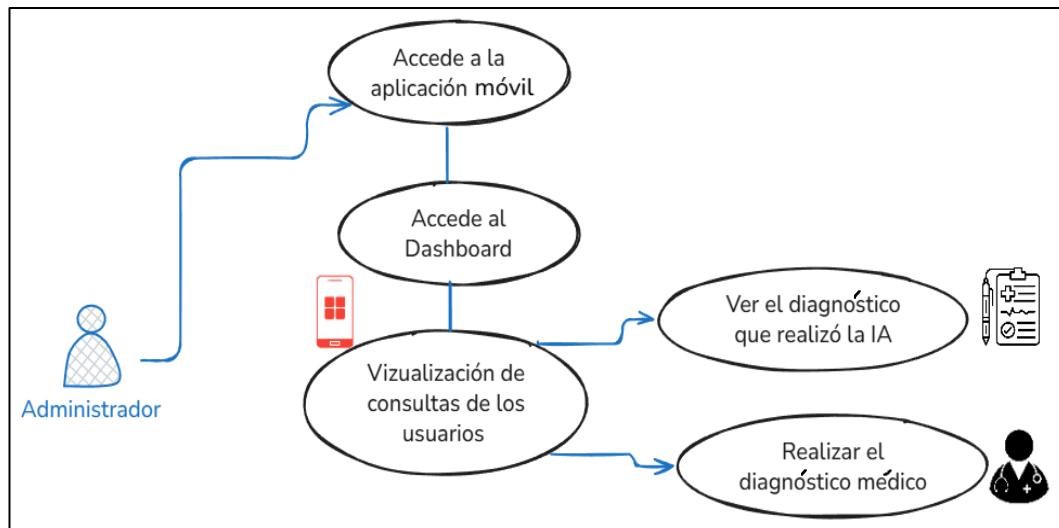 Accede a la
aplicación móvil
Accede al
Dashboard
Ver el diagnóstico
que realizó la IA
Vizualización de
consultas de los
usuarios
Administrador
Realizar el
diagnóstico médico